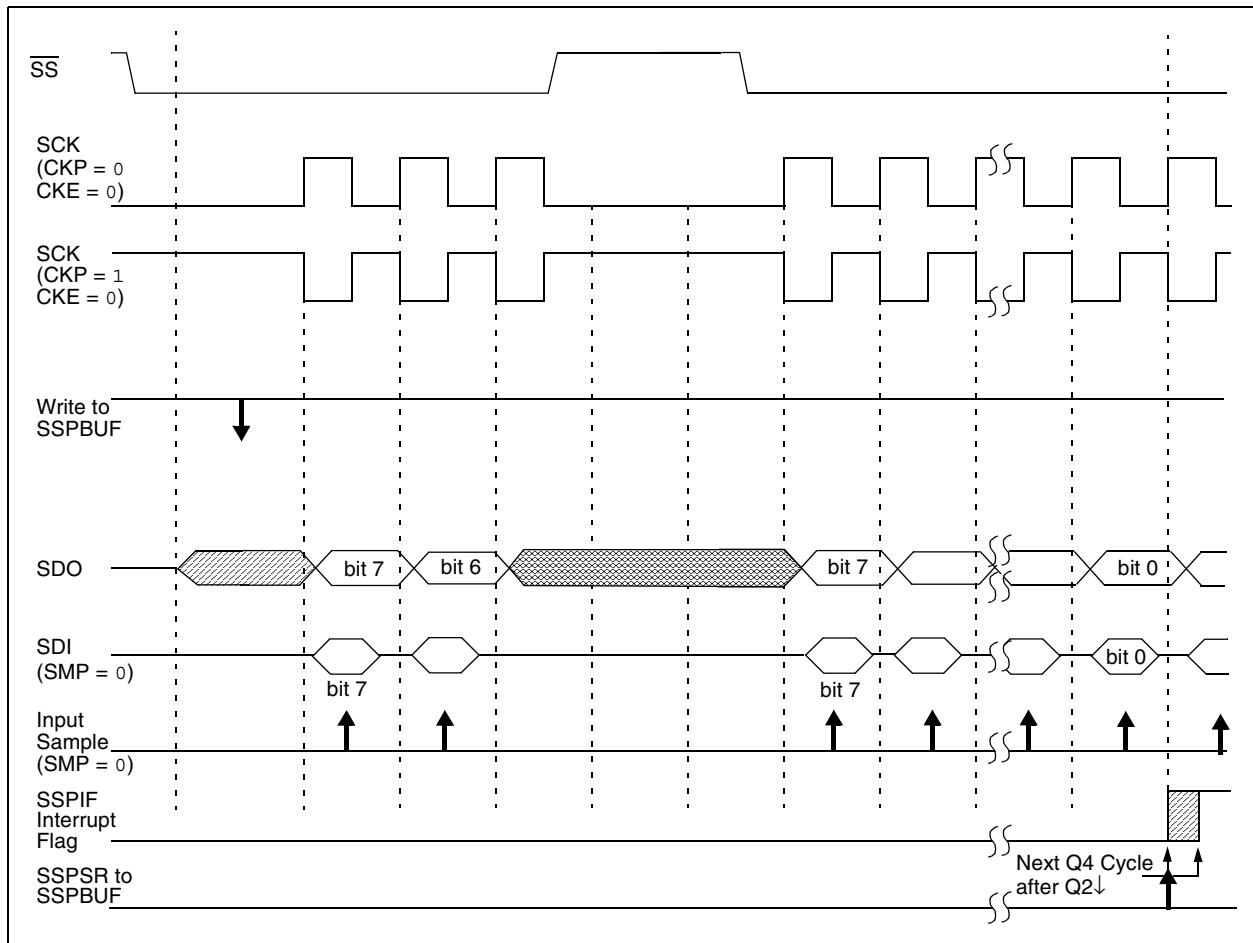 SS
SCK
(CKP = 0
CKE = 0)
SCK
(CKP = 1
CKE = 0)
Write to
SSPBUF
SDO
bit 7
bit 6
bit 7
bit 0
SDI
(SMP = 0)
bit 7
bit 7
bit 0
Input
Sample
(SMP = 0)
SSPIF
Interrupt
Flag
SSPSR to
SSPBUF
Next Q4 Cycle
after Q2↓